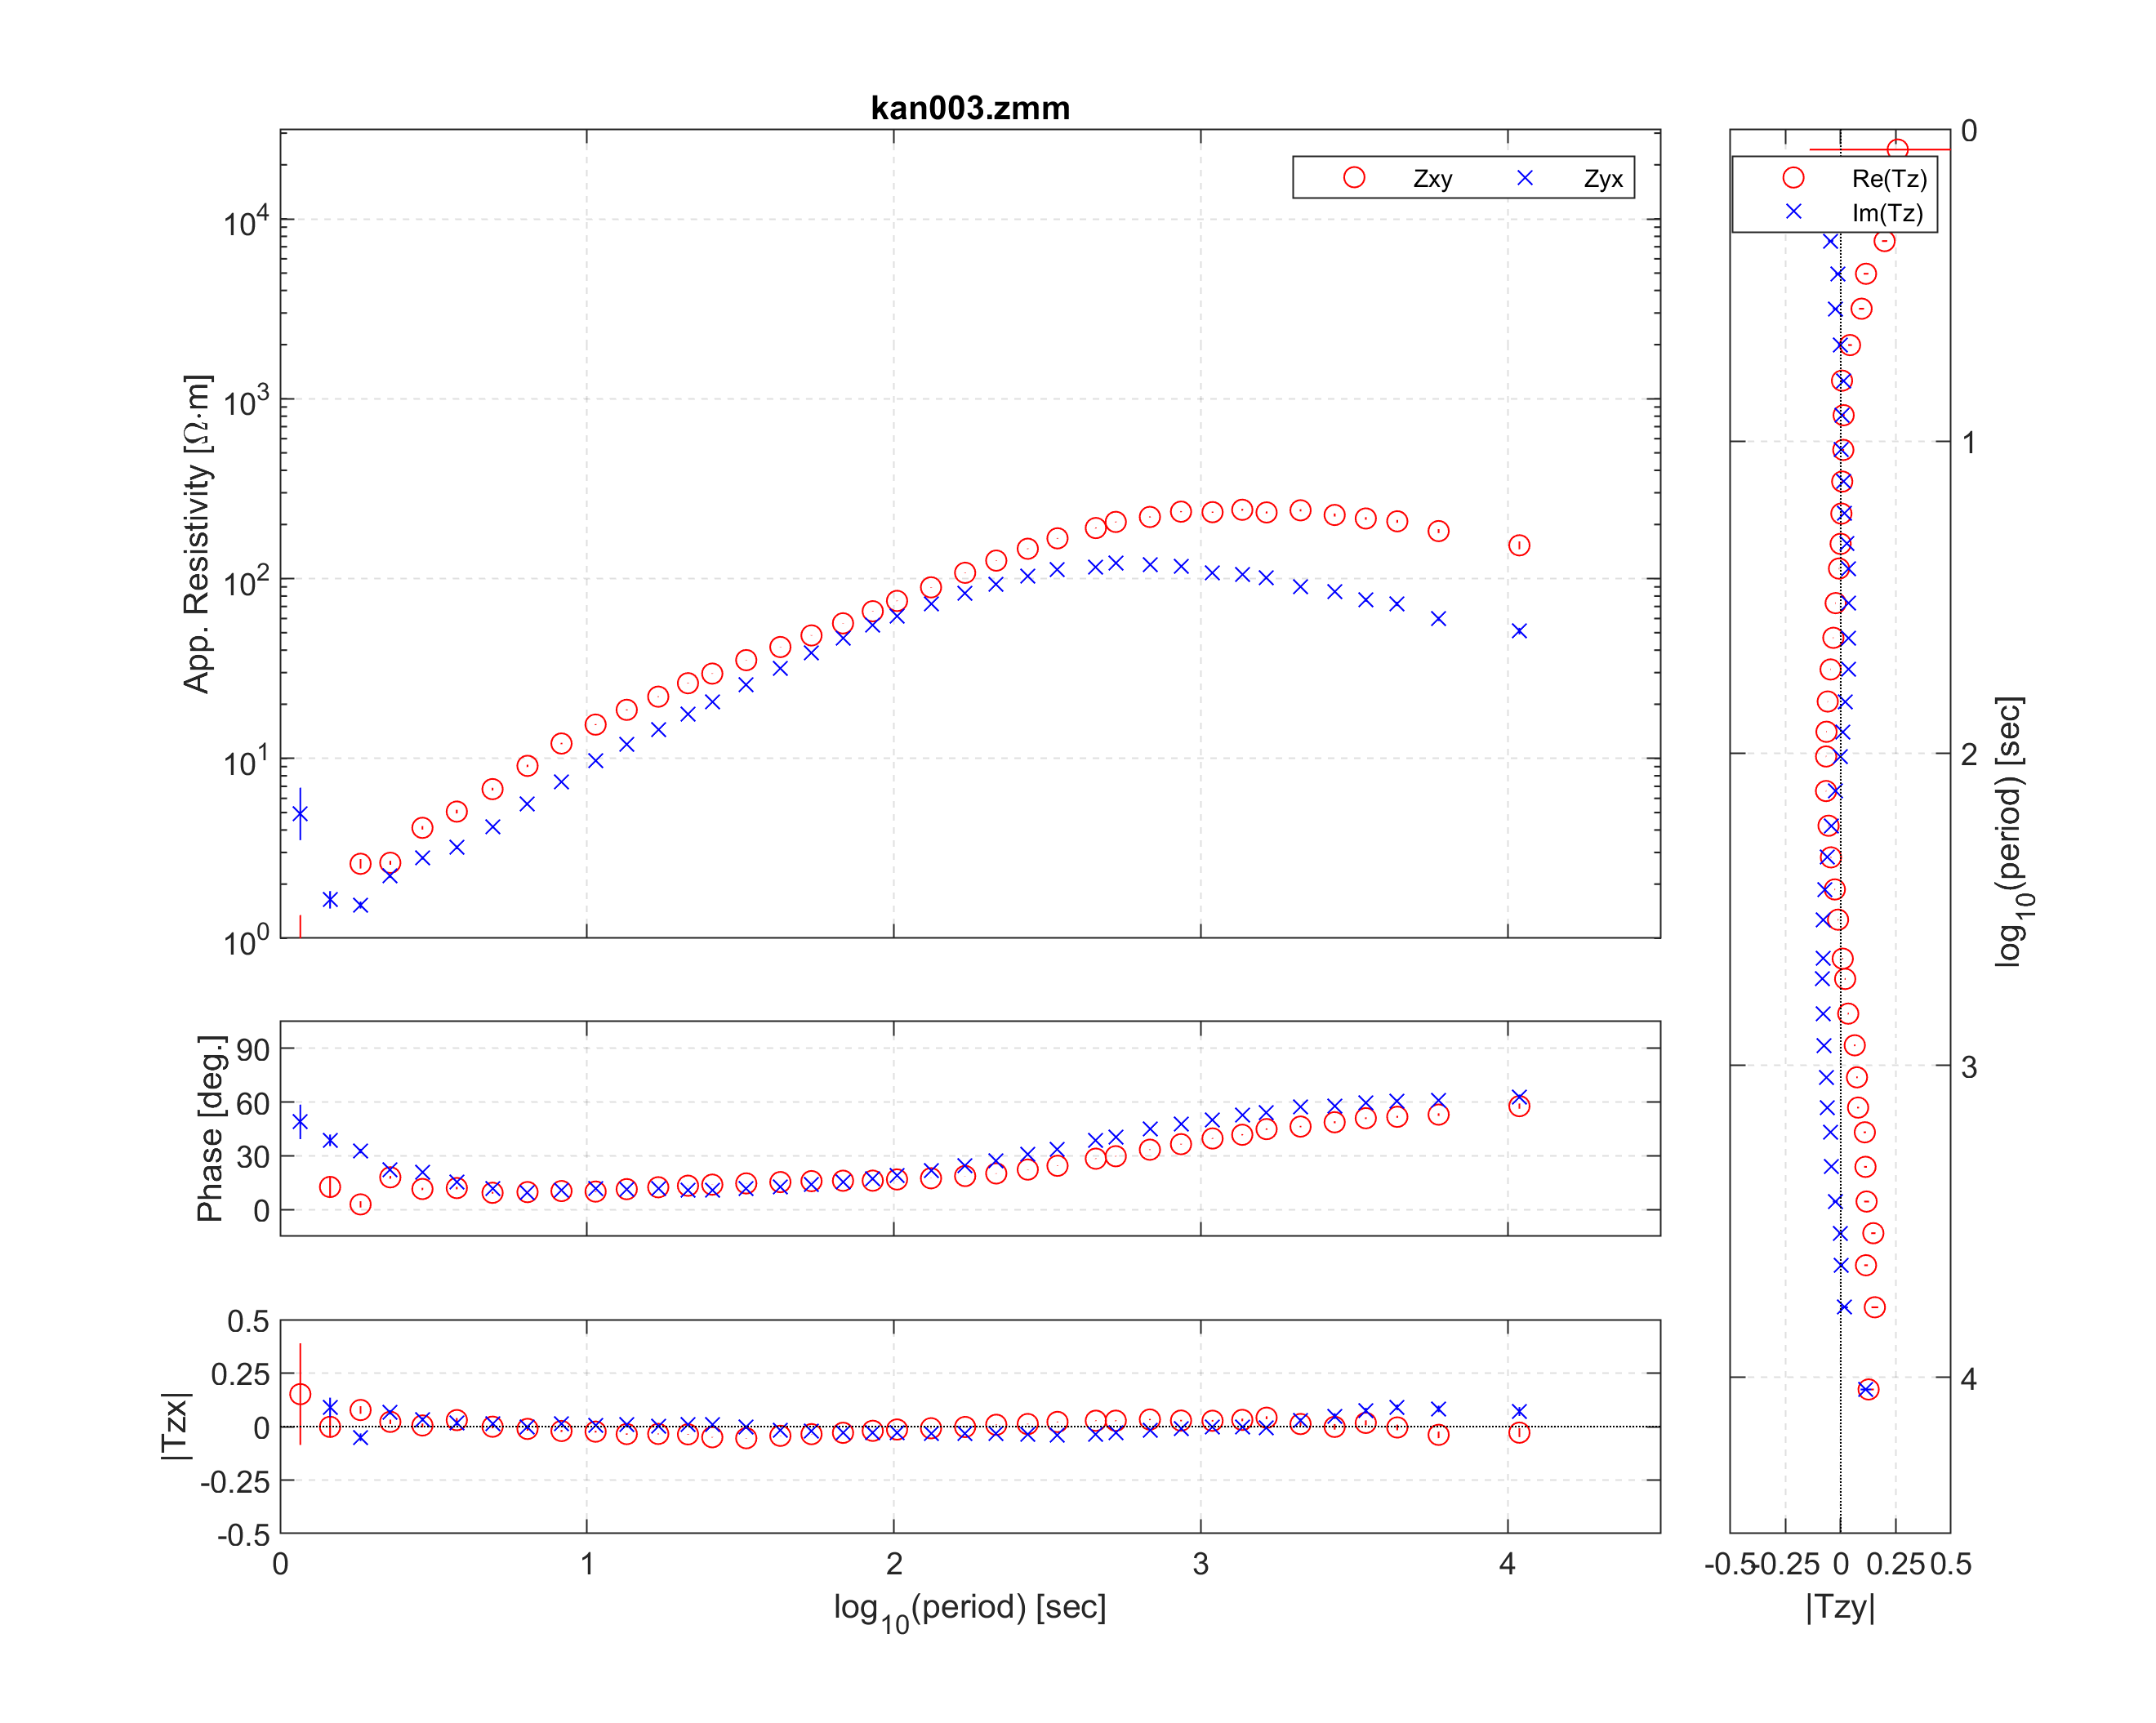 kan003.zmm
Zxy
Zyx
App. Resistivity [Ω·m]
10^4
10^3
10^2
10^1
10^0
Phase [deg.]
90
60
30
0
|Tzx|
0.5
0.25
0
-0.25
-0.5
0 1 2 3 4
log10(period) [sec]
Re(Tz)
Im(Tz)
0
1
2
3
4
log10(period) [sec]
-0.5 -0.25 0 0.25 0.5
|Tzy|